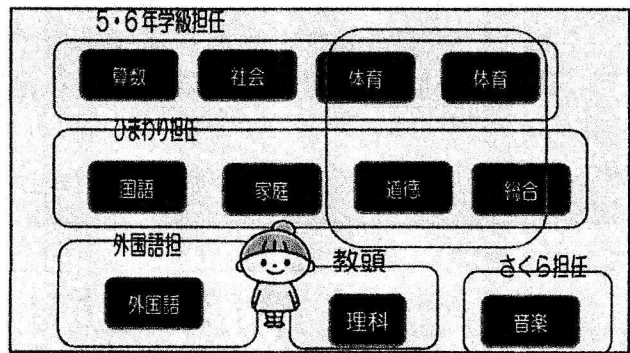 5・6年学級担任
算数 社会 体育 体育
ひまわり担任
国語 家庭 道徳 総合
外国語担 教頭 さくら担任
外国語 理科 音楽